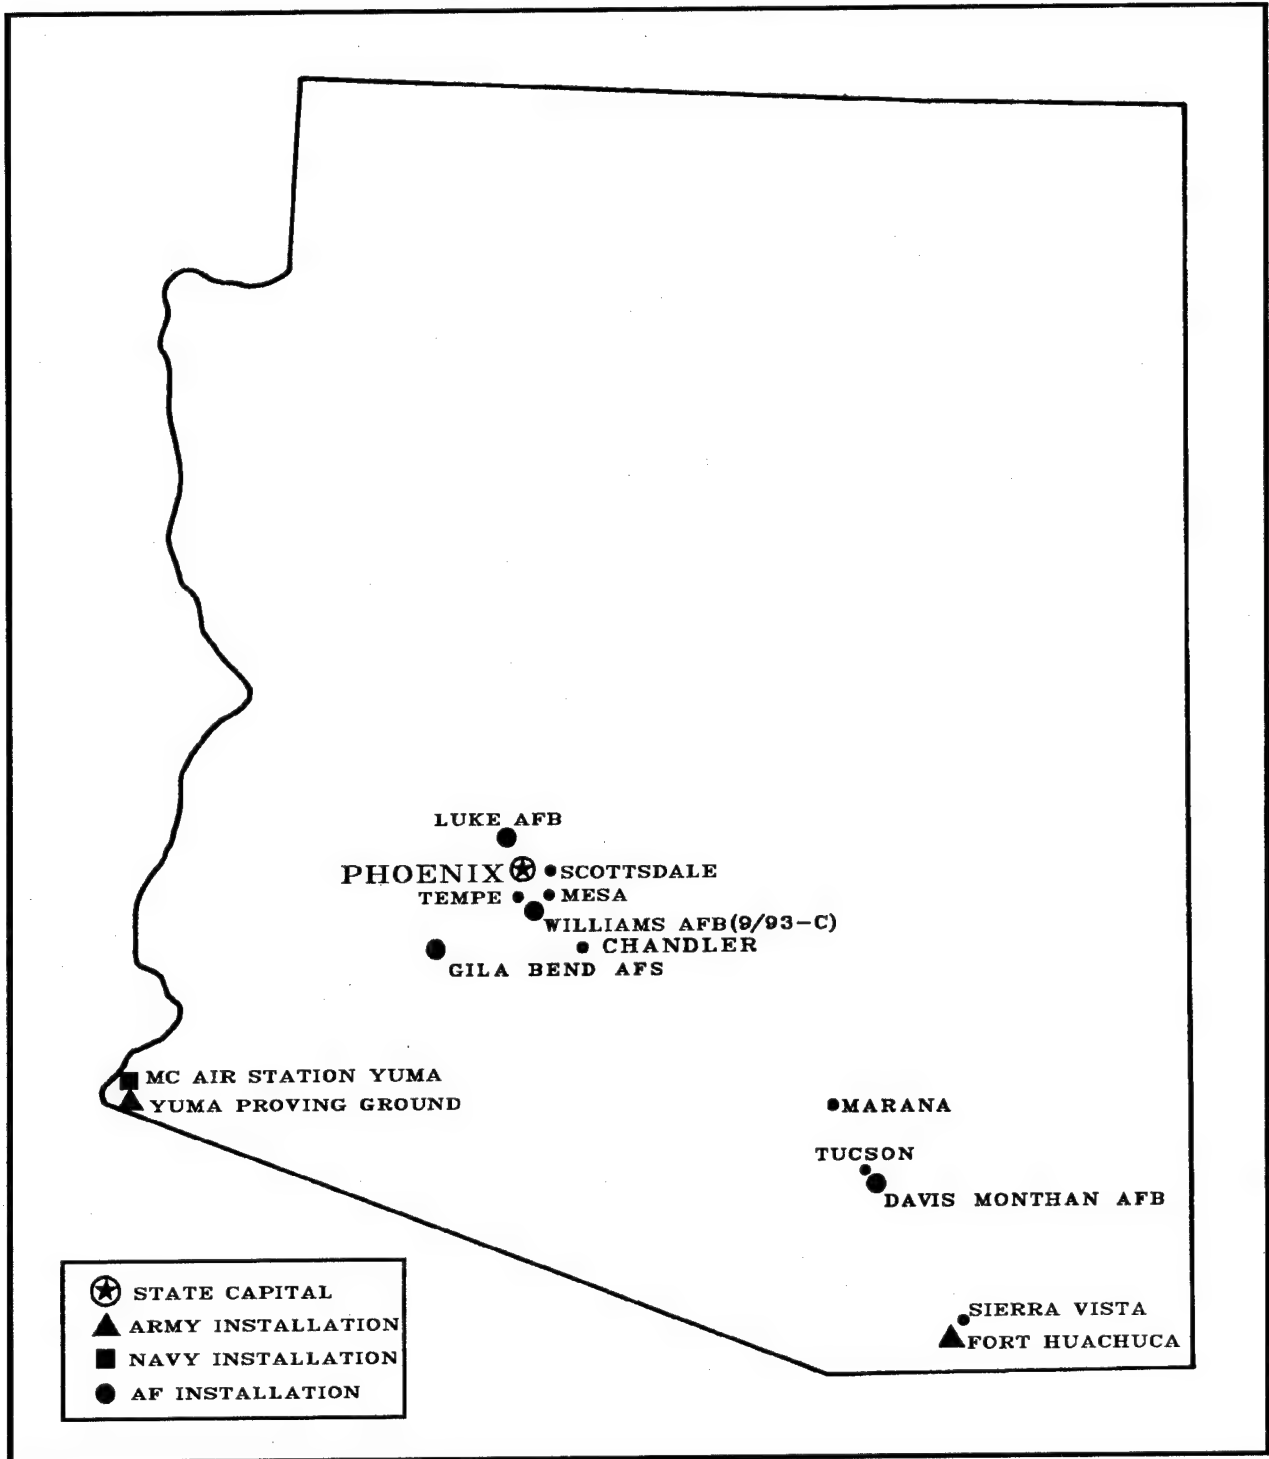 LUKE AFB
PHOENIX
SCOTTSDALE
TEMPE
MESA
WILLIAMS AFB(9/93-C)
CHANDLER
GILA BEND AFS
MC AIR STATION YUMA
YUMA PROVING GROUND
MARANA
TUCSON
DAVIS MONTHAN AFB
SIERRA VISTA
FORT HUACHUCA
STATE CAPITAL
ARMY INSTALLATION
NAVY INSTALLATION
AF INSTALLATION